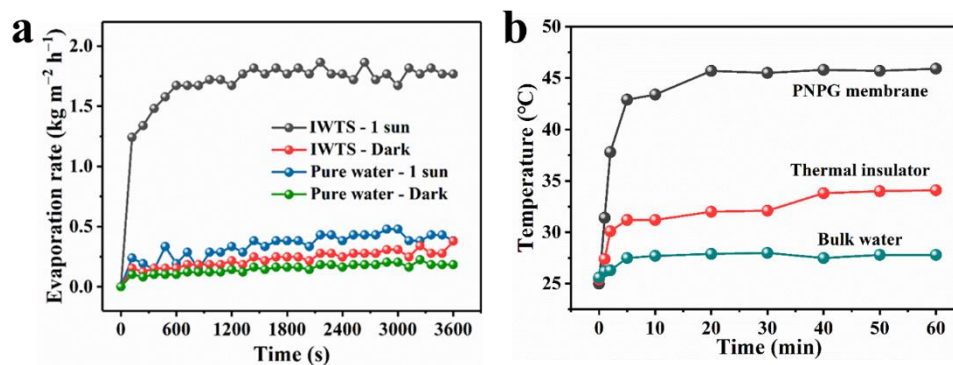 a
Evaporation rate (kg m⁻² h⁻¹)
2.0
1.5
1.0
0.5
0.0
IWTS - 1 sun
IWTS - Dark
Pure water - 1 sun
Pure water - Dark
0 600 1200 1800 2400 3000 3600
Time (s)
b
Temperature (℃)
50
45
40
35
30
25
PNPG membrane
Thermal insulator
Bulk water
0 10 20 30 40 50 60
Time (min)